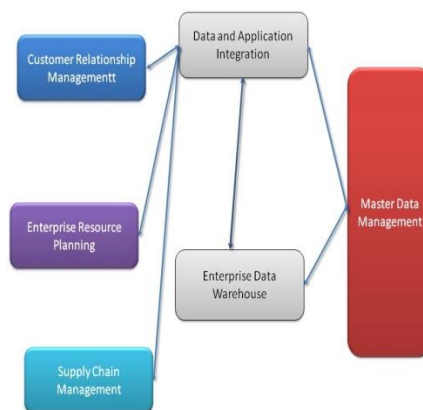 Data and Application
Integration
Customer Relationship
Managementt
Master Data
Management
Enterprise Resource
Planning
Enterprise Data
Warehouse
Supply Chain
Management